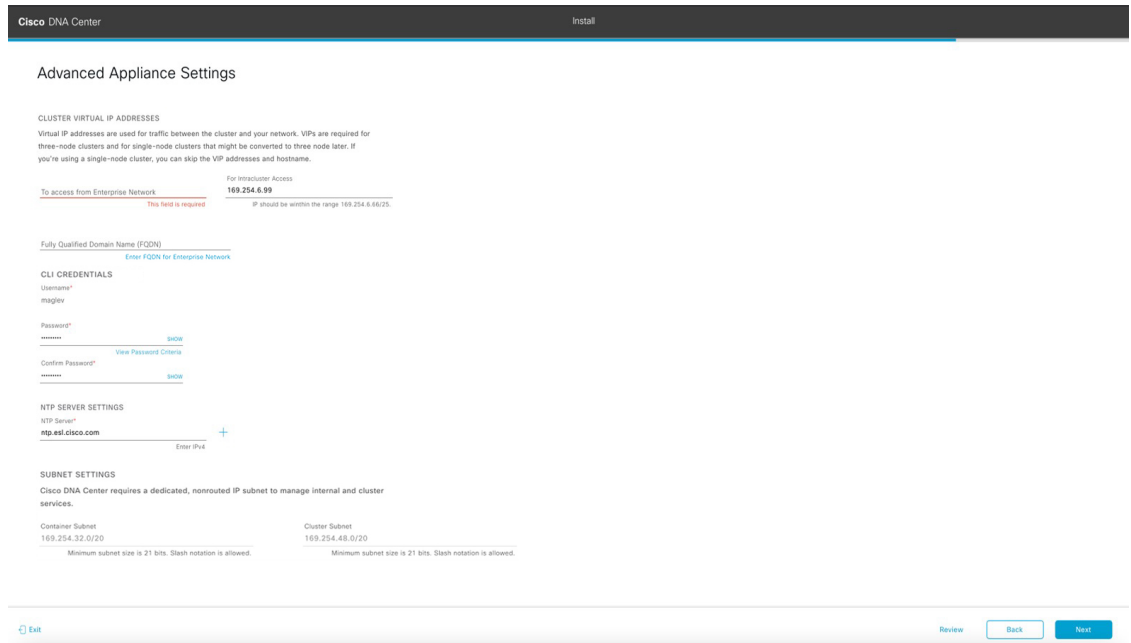 Cisco DNA Center
Install
Advanced Appliance Settings
CLUSTER VIRTUAL IP ADDRESSES
Virtual IP addresses are used for traffic between the cluster and your network. VIPs are required for
three-node clusters and for single-node clusters that might be converted to three node later. If
you're using a single-node cluster, you can skip the VIP addresses and hostname.
To access from Enterprise Network
This field is required
For Intracluster Access
169.254.6.99
IP should be winthin the range 169.254.6.66/25.
Fully Qualified Domain Name (FQDN)
Enter FQDN for Enterprise Network
CLI CREDENTIALS
Username*
maglev
Password*
••••••••• SHOW
View Password Criteria
Confirm Password*
••••••••• SHOW
NTP SERVER SETTINGS
NTP Server*
ntp.esl.cisco.com +
Enter IPv4
SUBNET SETTINGS
Cisco DNA Center requires a dedicated, nonrouted IP subnet to manage internal and cluster
services.
Container Subnet
169.254.32.0/20
Minimum subnet size is 21 bits. Slash notation is allowed.
Cluster Subnet
169.254.48.0/20
Minimum subnet size is 21 bits. Slash notation is allowed.
Exit
Review
Back
Next